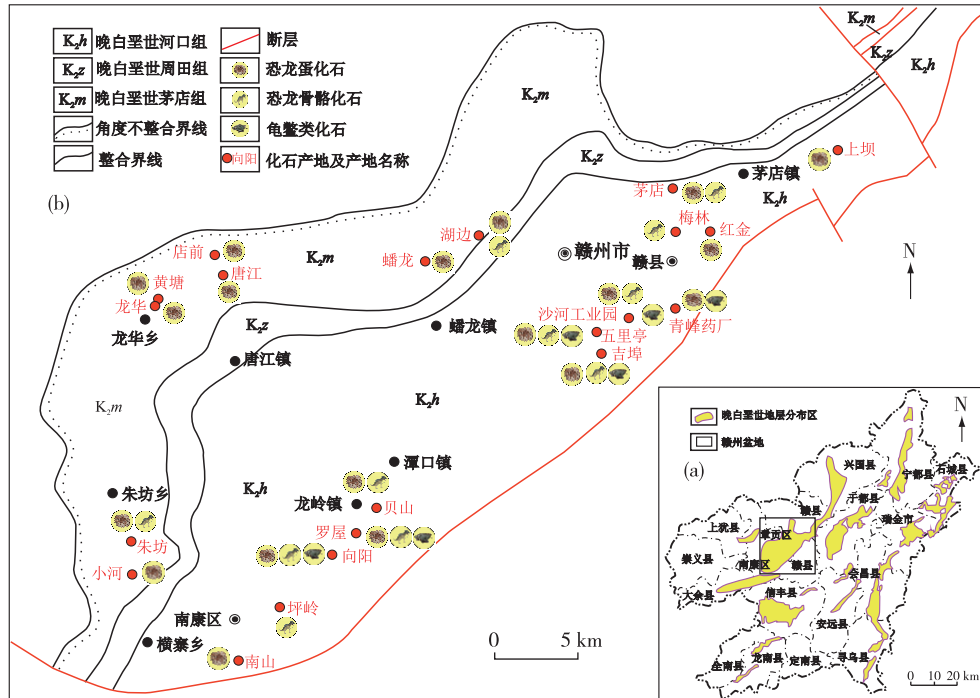 (b)
K₂h 晚白垩世河口组
K₂z 晚白垩世周田组
K₂m 晚白垩世茅店组
角度不整合界线
整合界线
断层
恐龙蛋化石
恐龙骨骼化石
龟鳖类化石
向阳 化石产地及产地名称
K₂m
K₂z
K₂h
K₂m
K₂z
上坝
茅店镇
K₂h
茅店
梅林
红金
湖边
赣州市
赣县
N
店前
K₂m
蟠龙
唐江
黄塘
龙华
龙华乡
沙河工业园
青峰药厂
五里亭
吉埠
K₂z
蟠龙镇
唐江镇
K₂m
K₂h
潭口镇
K₂h
龙岭镇
贝山
朱坊乡
罗屋
向阳
朱坊
小河
坪岭
南康区
横寨乡
南山
0 5 km
晚白垩世地层分布区
赣州盆地
(a)
N
兴国县
宁都县
石城县
于都县
赣县
瑞金市
上犹县
章贡区
崇义县
南康区
赣县
会昌县
大余县
信丰县
安远县
全南县
龙南县
定南县
寻乌县
0 10 20 km